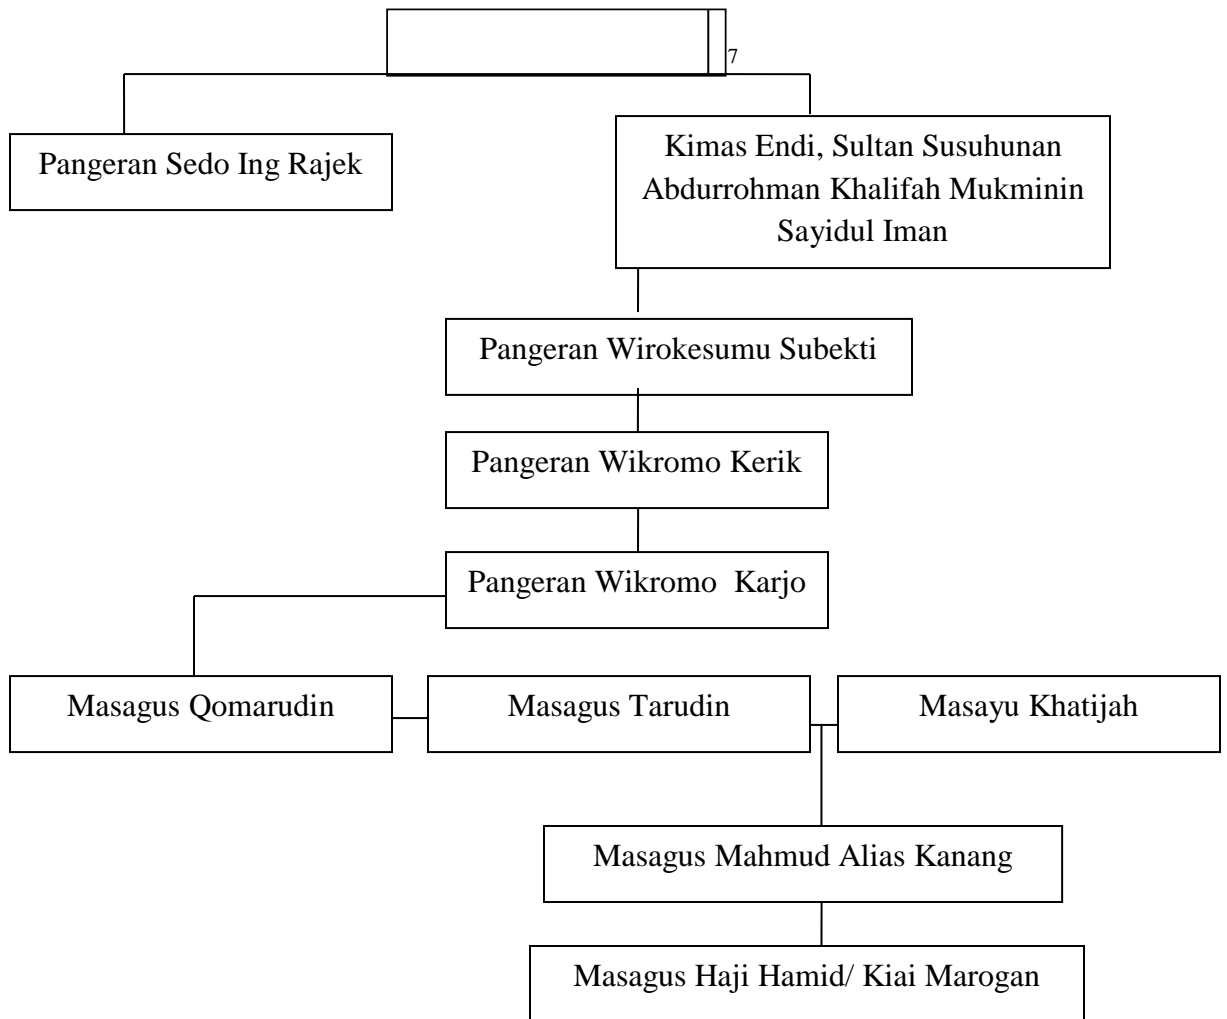 7
Pangeran Sedo Ing Rajek
Kimas Endi, Sultan Susuhunan
Abdurrohman Khalifah Mukminin
Sayidul Iman
Pangeran Wirokesumu Subekti
Pangeran Wikromo Kerik
Pangeran Wikromo Karjo
Masagus Qomarudin
Masagus Tarudin
Masayu Khatijah
Masagus Mahmud Alias Kanang
Masagus Haji Hamid/ Kiai Marogan